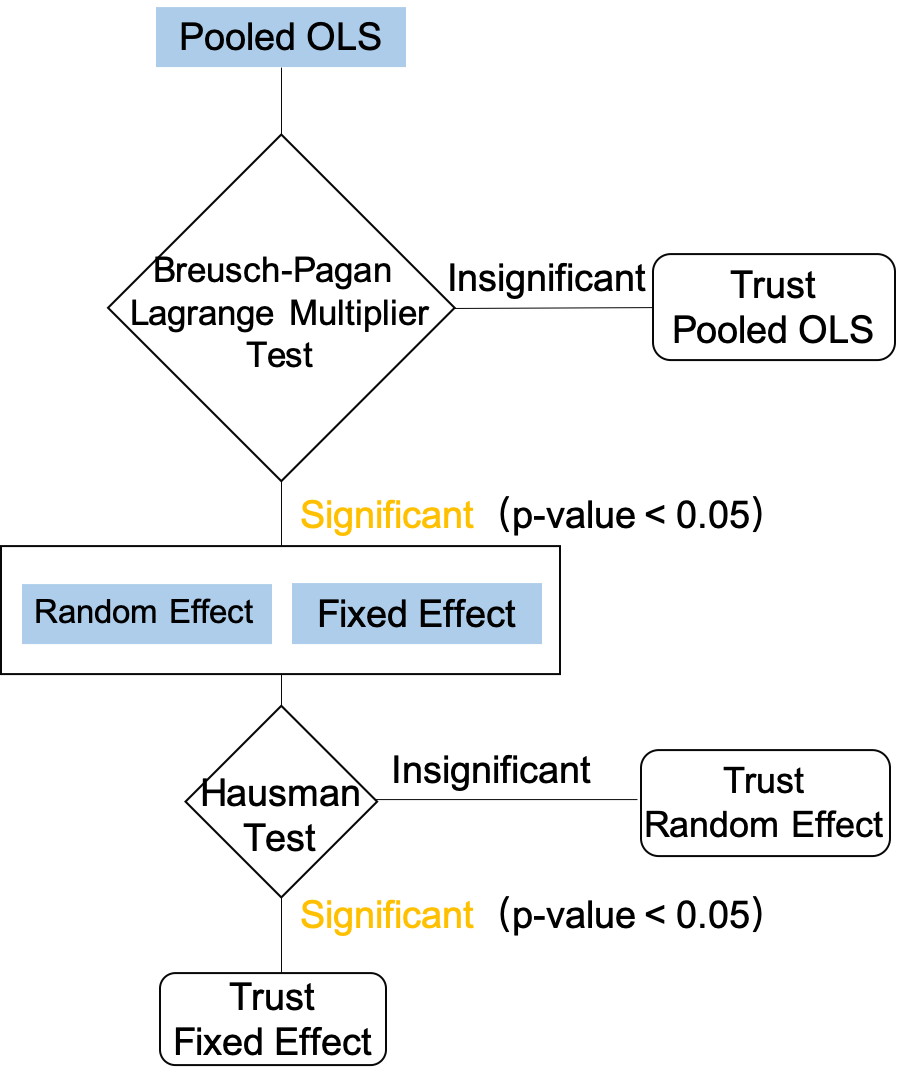 Pooled OLS
Breusch-Pagan
Lagrange Multiplier
Test
Insignificant
Trust
Pooled OLS
Significant (p-value < 0.05)
Random Effect
Fixed Effect
Hausman
Test
Insignificant
Trust
Random Effect
Significant (p-value < 0.05)
Trust
Fixed Effect